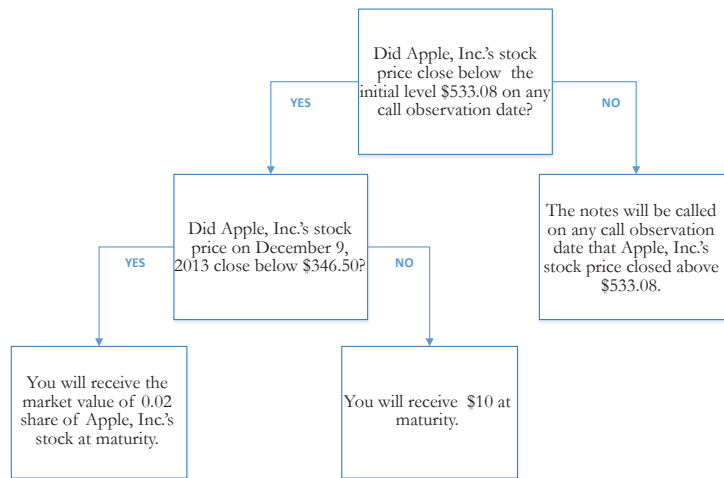 Did Apple, Inc.'s stock
price close below the
initial level $533.08 on any
call observation date?
YES
NO
Did Apple, Inc.'s stock
price on December 9,
2013 close below $346.50?
The notes will be called
on any call observation
date that Apple, Inc.'s
stock price closed above
$533.08.
YES
NO
You will receive the
market value of 0.02
share of Apple, Inc.'s
stock at maturity.
You will receive $10 at
maturity.